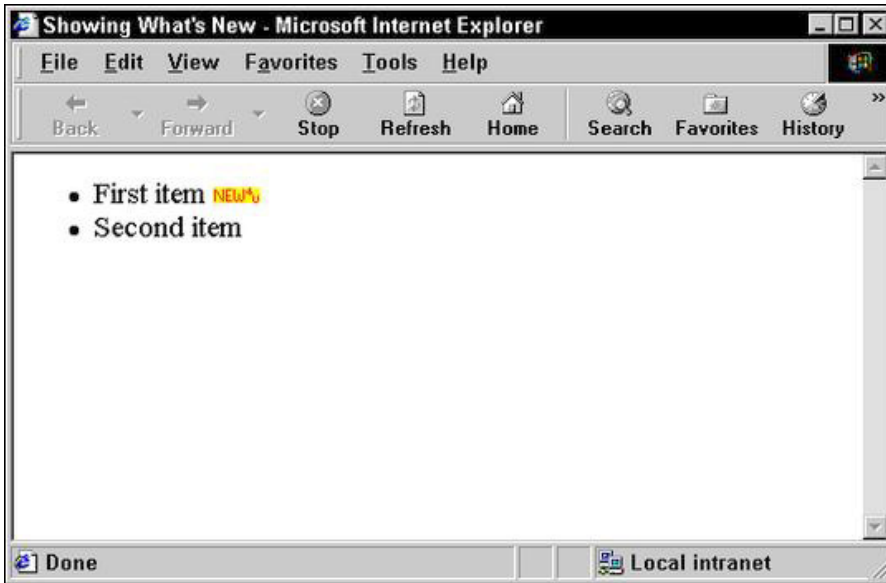 Showing What's New - Microsoft Internet Explorer
File Edit View Favorites Tools Help
Back Forward Stop Refresh Home Search Favorites History »
• First item NEW4U
• Second item
Done Local intranet